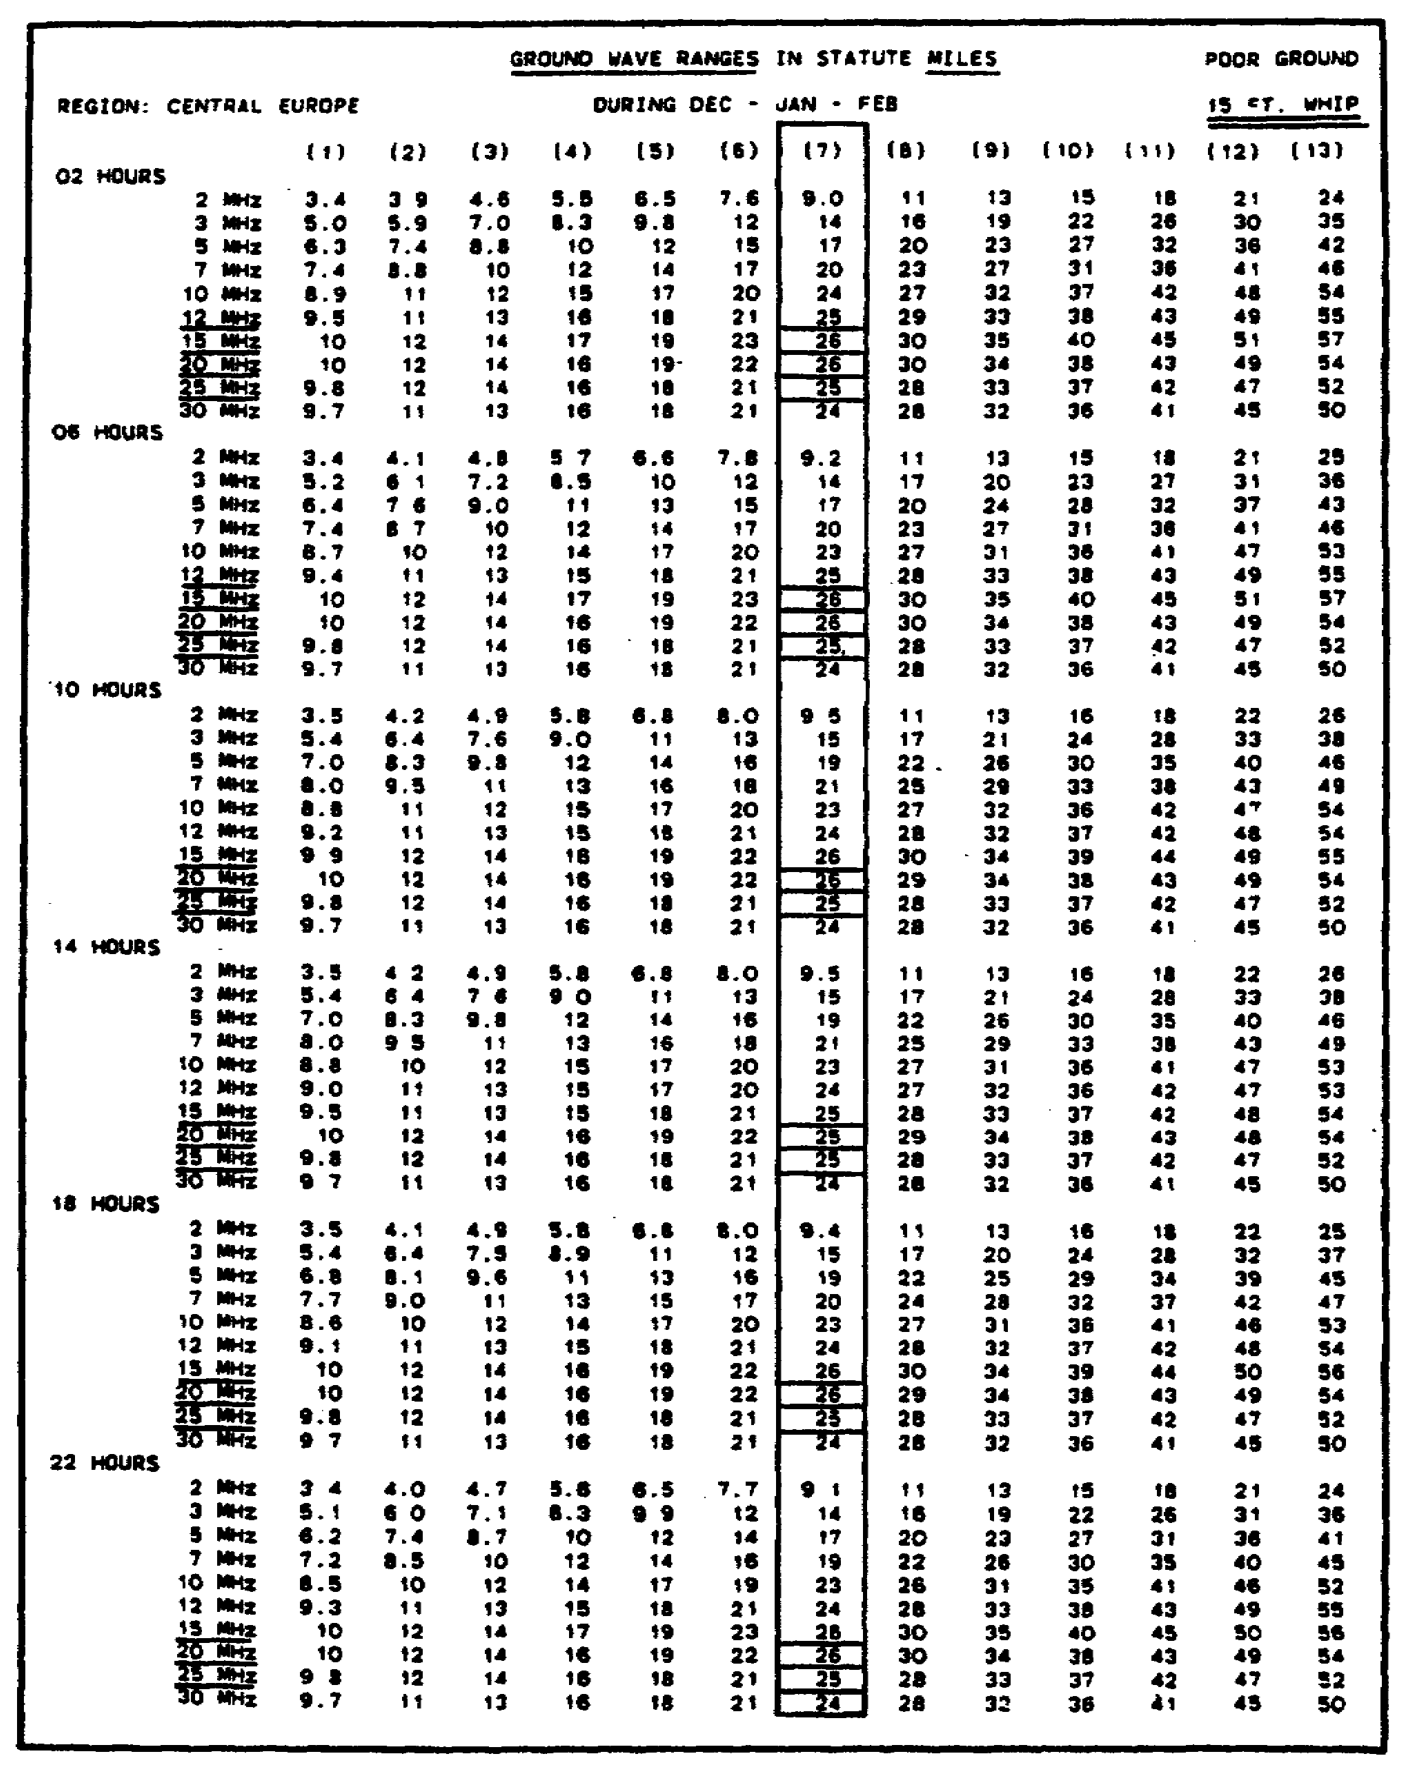 GROUND WAVE RANGES IN STATUTE MILES POOR GROUND
REGION: CENTRAL EUROPE DURING DEC - JAN - FEB 15 FT. WHIP
(1) (2) (3) (4) (5) (6) (7) (8) (9) (10) (11) (12) (13)
02 HOURS
2 MHz 3.4 3 9 4.6 5.5 6.5 7.6 9.0 11 13 15 18 21 24
3 MHz 5.0 5.9 7.0 8.3 9.8 12 14 16 19 22 26 30 35
5 MHz 6.3 7.4 8.8 10 12 15 17 20 23 27 32 36 42
7 MHz 7.4 8.8 10 12 14 17 20 23 27 31 36 41 46
10 MHz 8.9 11 12 15 17 20 24 27 32 37 42 48 54
12 MHz 9.5 11 13 16 18 21 25 29 33 38 43 49 55
15 MHz 10 12 14 17 19 23 26 30 35 40 45 51 57
20 MHz 10 12 14 16 19 22 26 30 34 38 43 49 54
25 MHz 9.8 12 14 16 18 21 25 28 33 37 42 47 52
30 MHz 9.7 11 13 16 18 21 24 28 32 36 41 45 50
06 HOURS
2 MHz 3.4 4.1 4.8 5 7 6.6 7.8 9.2 11 13 15 18 21 25
3 MHz 5.2 6 1 7.2 8.5 10 12 14 17 20 23 27 31 36
5 MHz 6.4 7 6 9.0 11 13 15 17 20 24 28 32 37 43
7 MHz 7.4 8 7 10 12 14 17 20 23 27 31 36 41 46
10 MHz 8.7 10 12 14 17 20 23 27 31 36 41 47 53
12 MHz 9.4 11 13 15 18 21 25 28 33 38 43 49 55
15 MHz 10 12 14 17 19 23 26 30 35 40 45 51 57
20 MHz 10 12 14 16 19 22 26 30 34 38 43 49 54
25 MHz 9.8 12 14 16 18 21 25 28 33 37 42 47 52
30 MHz 9.7 11 13 16 18 21 24 28 32 36 41 45 50
10 HOURS
2 MHz 3.5 4.2 4.9 5.8 6.8 8.0 9 5 11 13 16 18 22 26
3 MHz 5.4 6.4 7.6 9.0 11 13 15 17 21 24 28 33 38
5 MHz 7.0 8.3 9.8 12 14 16 19 22 26 30 35 40 46
7 MHz 8.0 9.5 11 13 16 18 21 25 29 33 38 43 49
10 MHz 8.8 11 12 15 17 20 23 27 32 36 42 47 54
12 MHz 9.2 11 13 15 18 21 24 28 32 37 42 48 54
15 MHz 9 9 12 14 16 19 22 26 30 34 39 44 49 55
20 MHz 10 12 14 16 19 22 26 29 34 38 43 49 54
25 MHz 9.8 12 14 16 18 21 25 28 33 37 42 47 52
30 MHz 9.7 11 13 16 18 21 24 28 32 36 41 45 50
14 HOURS
2 MHz 3.5 4 2 4.9 5.8 6.8 8.0 9.5 11 13 16 18 22 26
3 MHz 5.4 6 4 7 6 9 0 11 13 15 17 21 24 28 33 38
5 MHz 7.0 8.3 9.8 12 14 16 19 22 26 30 35 40 46
7 MHz 8.0 9 5 11 13 16 18 21 25 29 33 38 43 49
10 MHz 8.8 10 12 15 17 20 23 27 31 36 41 47 53
12 MHz 9.0 11 13 15 17 20 24 27 32 36 42 47 53
15 MHz 9.5 11 13 15 18 21 25 28 33 37 42 48 54
20 MHz 10 12 14 16 19 22 25 29 34 38 43 48 54
25 MHz 9.8 12 14 16 18 21 25 28 33 37 42 47 52
30 MHz 9 7 11 13 16 18 21 24 28 32 36 41 45 50
18 HOURS
2 MHz 3.5 4.1 4.9 5.8 6.8 8.0 9.4 11 13 16 18 22 25
3 MHz 5.4 6.4 7.5 8.9 11 12 15 17 20 24 28 32 37
5 MHz 6.8 8.1 9.6 11 13 16 19 22 25 29 34 39 45
7 MHz 7.7 9.0 11 13 15 17 20 24 28 32 37 42 47
10 MHz 8.6 10 12 14 17 20 23 27 31 36 41 46 53
12 MHz 9.1 11 13 15 18 21 24 28 32 37 42 48 54
15 MHz 10 12 14 16 19 22 26 30 34 39 44 50 56
20 MHz 10 12 14 16 19 22 26 29 34 38 43 49 54
25 MHz 9.8 12 14 16 18 21 25 28 33 37 42 47 52
30 MHz 9 7 11 13 16 18 21 24 28 32 36 41 45 50
22 HOURS
2 MHz 3 4 4.0 4.7 5.6 6.5 7.7 9 1 11 13 15 18 21 24
3 MHz 5.1 6 0 7.1 8.3 9 9 12 14 16 19 22 26 31 36
5 MHz 6.2 7.4 8.7 10 12 14 17 20 23 27 31 36 41
7 MHz 7.2 8.5 10 12 14 16 19 22 26 30 35 40 45
10 MHz 8.5 10 12 14 17 19 23 26 31 35 41 46 52
12 MHz 9.3 11 13 15 18 21 24 28 33 38 43 49 55
15 MHz 10 12 14 17 19 23 26 30 35 40 45 50 56
20 MHz 10 12 14 16 19 22 26 30 34 38 43 49 54
25 MHz 9 8 12 14 16 18 21 25 28 33 37 42 47 52
30 MHz 9.7 11 13 16 18 21 24 28 32 36 41 45 50